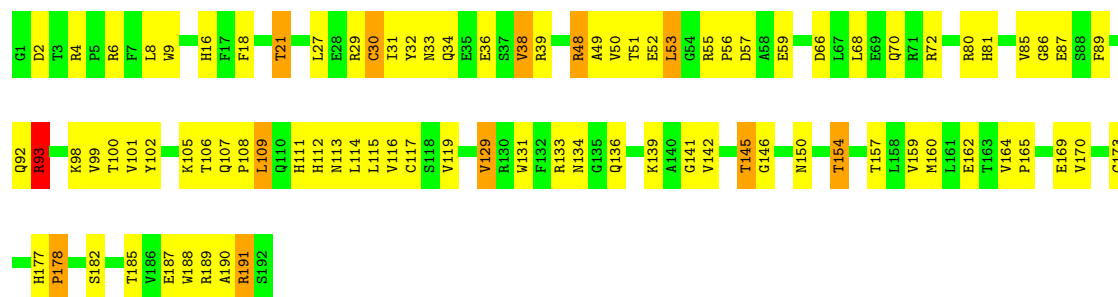 G1 D2 T3 R4 P5 R6 F7 L8 W9 H16 F17 F18 T21 L27 E28 R29 C30 I31 Y32 N33 Q34 E35 E36 S37 V38 R39 R48 A49 V50 T51 E52 L53 G54 R55 P56 D57 A58 E59 D66 L67 L68 E69 Q70 R71 R72 R80 H81 V85 G86 E87 S88 F89
Q92 R93 K98 V99 T100 V101 Y102 K105 T106 Q107 P108 L109 Q110 H111 H112 N113 L114 L115 V116 C117 S118 V119 V129 R130 W131 F132 R133 N134 G135 Q136 K139 A140 G141 V142 T145 G146 N150 T154 T157 L158 V159 M160 L161 E162 T163 V164 P165 E169 V170
H177 P178 S182 T185 V186 E187 W188 R189 A190 R191 S192